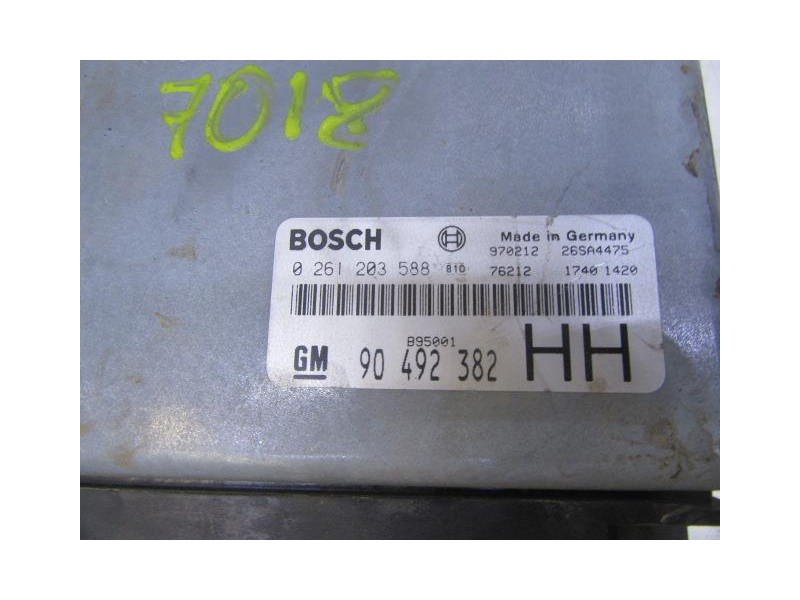 7018
BOSCH Made in Germany
970212 26SA4475
0 261 203 588 810 76212 1740 1420
B95001
GM 90 492 382 HH